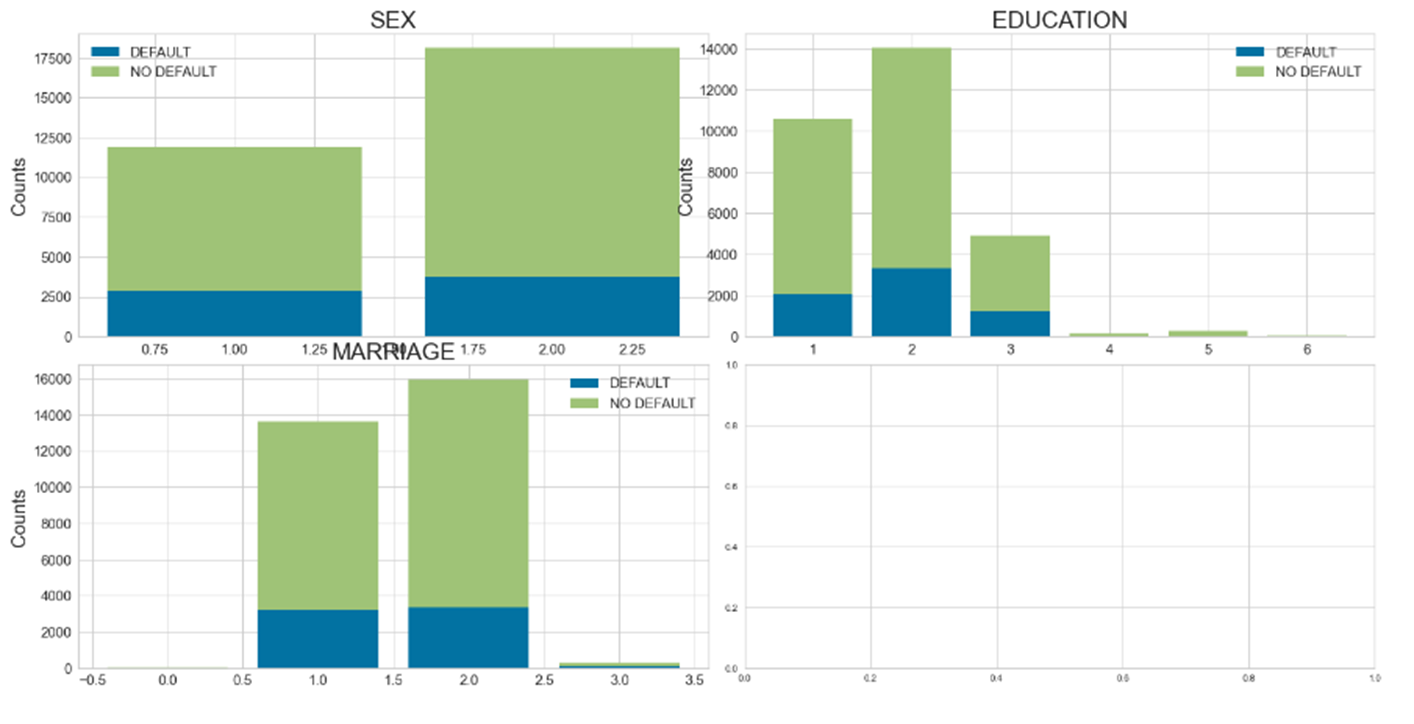 SEX
DEFAULT
NO DEFAULT
Counts
17500
15000
12500
10000
7500
5000
2500
0
0.75 1.00 1.25 1.50 1.75 2.00 2.25
EDUCATION
DEFAULT
NO DEFAULT
Counts
14000
12000
10000
8000
6000
4000
2000
0
1 2 3 4 5 6
MARRIAGE
DEFAULT
NO DEFAULT
Counts
16000
14000
12000
10000
8000
6000
4000
2000
0
−0.5 0.0 0.5 1.0 1.5 2.0 2.5 3.0 3.5
1.0
0.8
0.6
0.4
0.2
0.0
0.0 0.2 0.4 0.6 0.8 1.0